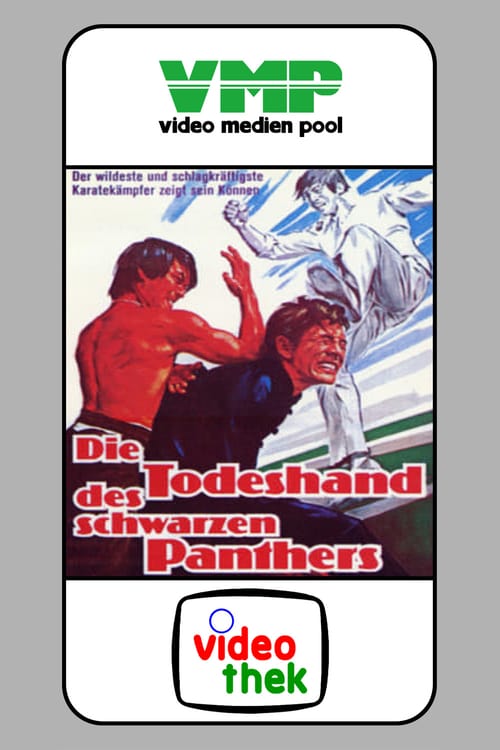 VMP
video medien pool
Der wildeste und schlagkräftigste
Karatekämpfer zeigt sein Können
Die
Todeshand
des
schwarzen
Panthers
video
thek